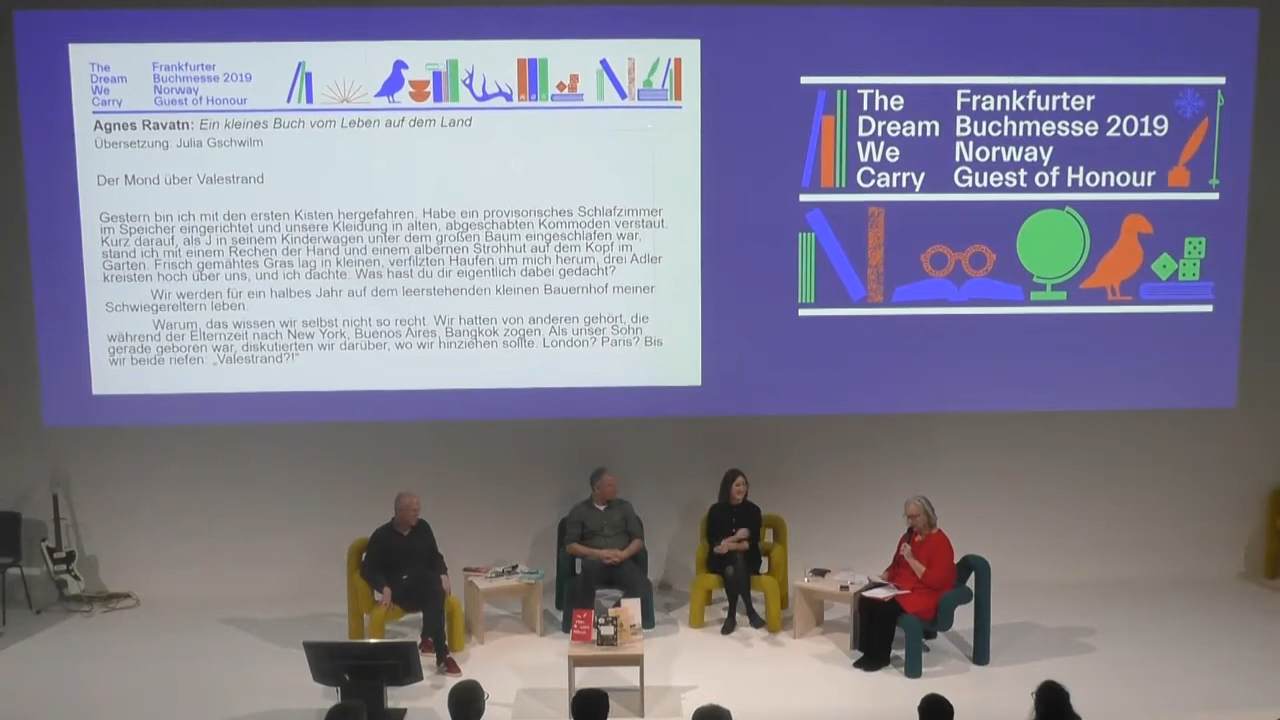 The Dream We Carry
Frankfurter Buchmesse 2019 Norway Guest of Honour
Agnes Ravatn: Ein kleines Buch vom Leben auf dem Land
Übersetzung: Julia Gschwilm
Der Mond über Valestrand
Gestern bin ich mit den ersten Kisten hergefahren. Habe ein provisorisches Schlafzimmer
im Speicher eingerichtet und unsere Kleidung in alten, abgeschabten Kommoden verstaut.
Kurz darauf, als J in seinem Kinderwagen unter dem großen Baum eingeschlafen war,
stand ich mit einem Rechen der Hand und einem albernen Strohhut auf dem Kopf im
Garten. Frisch gemähtes Gras lag in kleinen, verfilzten Haufen um mich herum, drei Adler
kreisten hoch über uns, und ich dachte: Was hast du dir eigentlich dabei gedacht?
Wir werden für ein halbes Jahr auf dem leerstehenden kleinen Bauernhof meiner
Schwiegereltern leben.
Warum, das wissen wir selbst nicht so recht. Wir hatten von anderen gehört, die
während der Elternzeit nach New York, Buenos Aires, Bangkok zogen. Als unser Sohn
gerade geboren war, diskutierten wir darüber, wo wir hinziehen sollte. London? Paris? Bis
wir beide riefen: „Valestrand?!“
The
Dream
We
Carry
Frankfurter
Buchmesse 2019
Norway
Guest of Honour